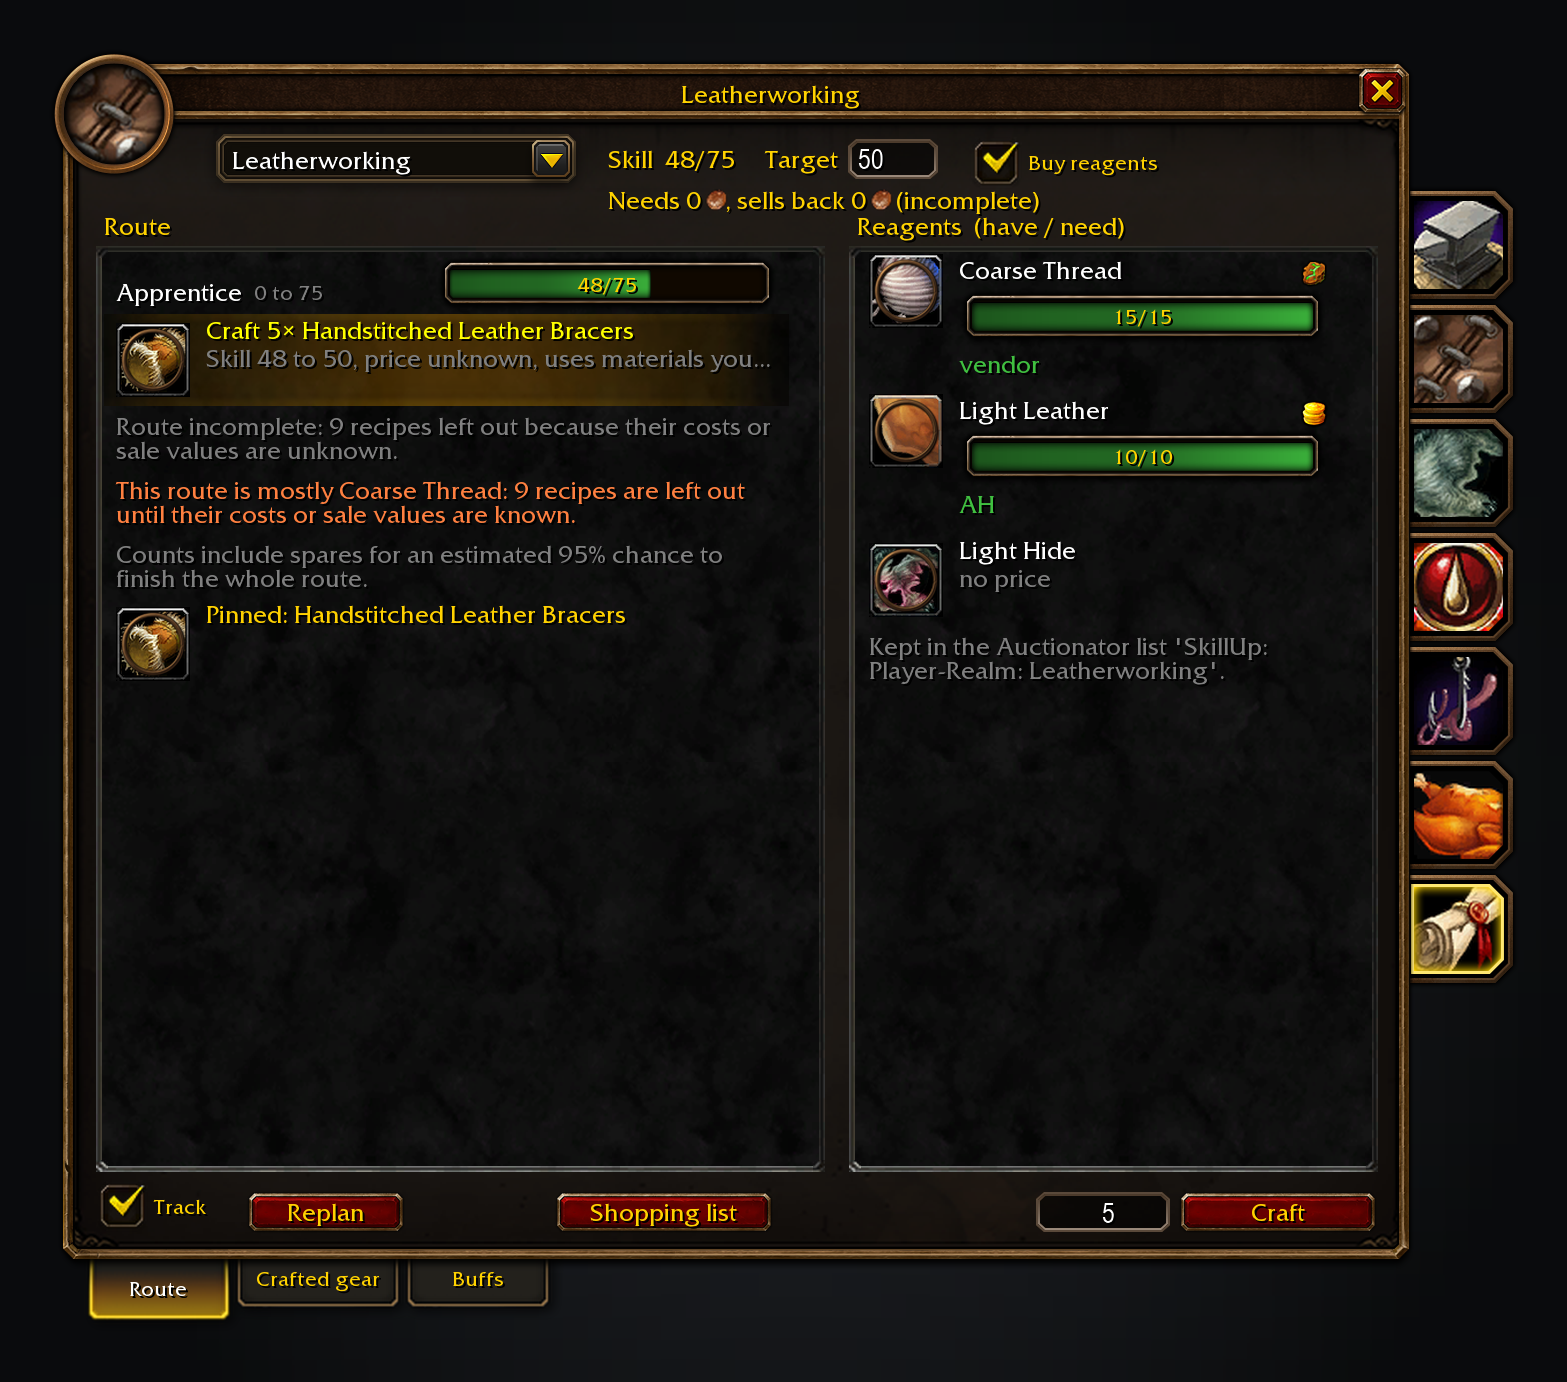 Leatherworking
Leatherworking
Skill 48/75 Target 50 Buy reagents
Needs 0, sells back 0 (incomplete)
Route
Reagents (have / need)
Apprentice 0 to 75
48/75
Craft 5× Handstitched Leather Bracers
Skill 48 to 50, price unknown, uses materials you...
Route incomplete: 9 recipes left out because their costs or
sale values are unknown.
This route is mostly Coarse Thread: 9 recipes are left out
until their costs or sale values are known.
Counts include spares for an estimated 95% chance to
finish the whole route.
Pinned: Handstitched Leather Bracers
Coarse Thread
15/15
vendor
Light Leather
10/10
AH
Light Hide
no price
Kept in the Auctionator list 'SkillUp:
Player-Realm: Leatherworking'.
Track
Replan
Shopping list
5
Craft
Route
Crafted gear
Buffs